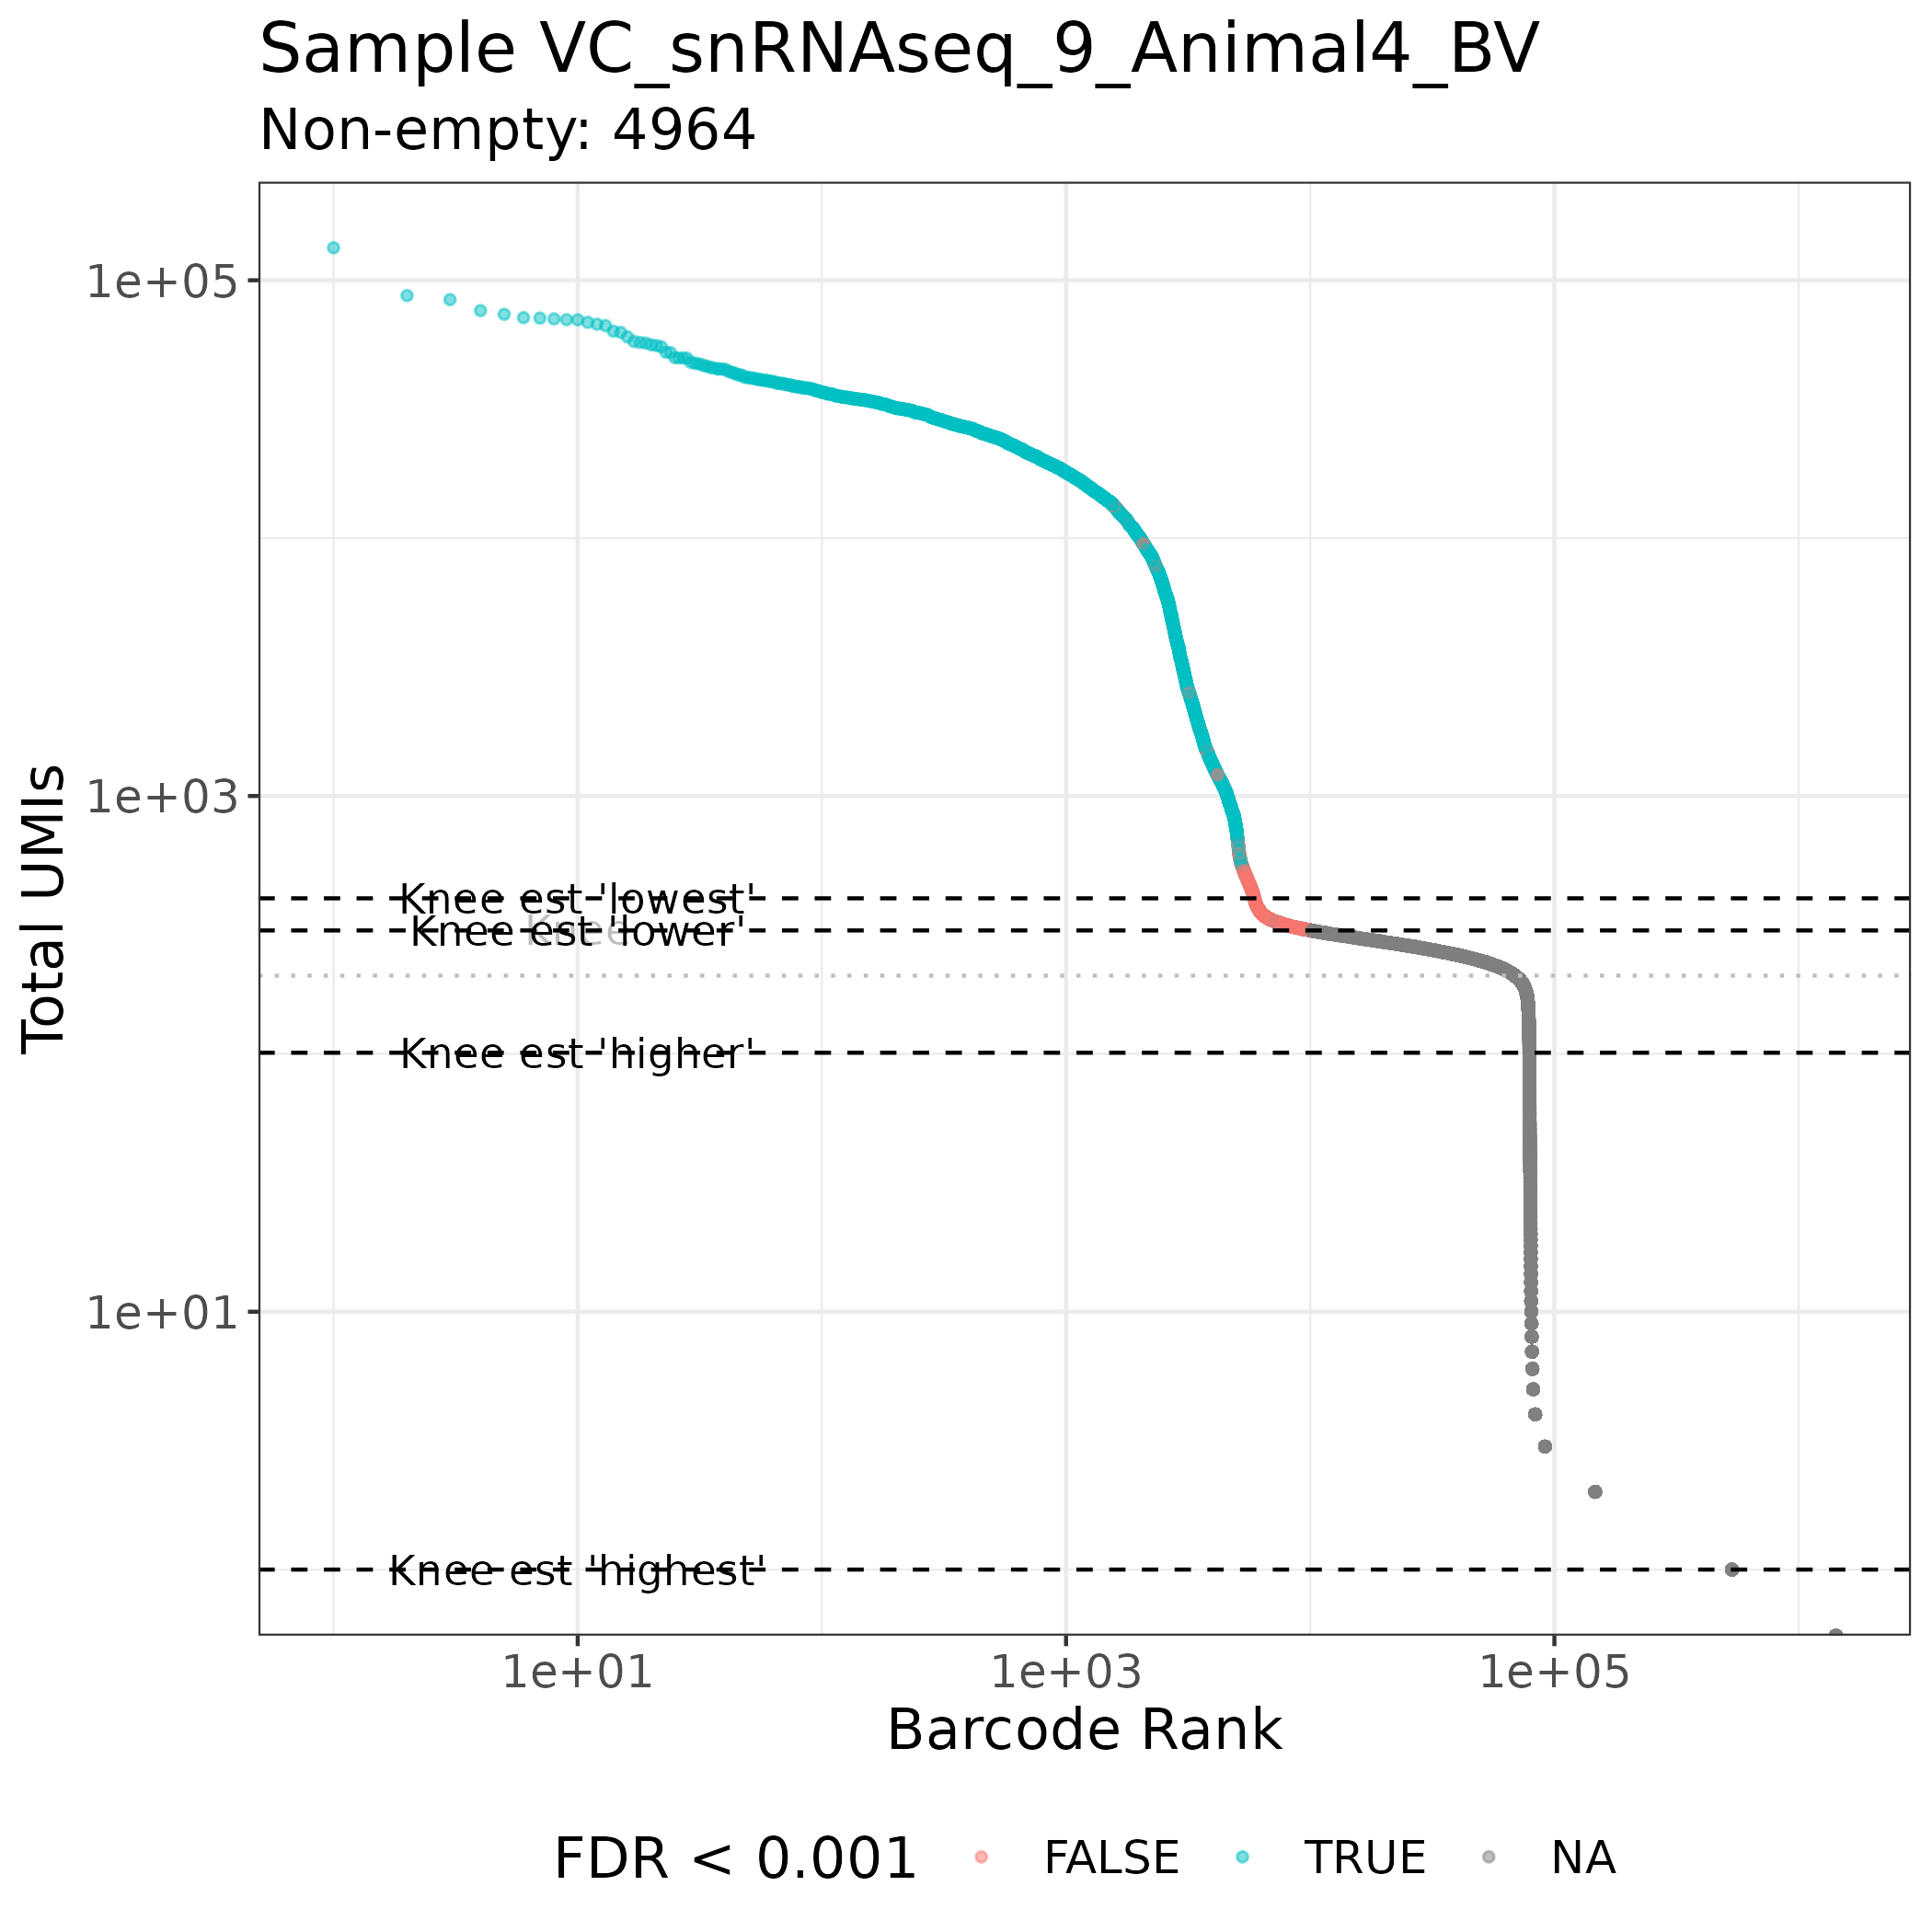 Sample VC_snRNAseq_9_Animal4_BV
Non-empty: 4964
1e+05
1e+03
1e+01
Total UMIs
Knee est 'lowest'
Knee
Knee est 'lower'
Knee est 'higher'
Knee est 'highest'
1e+01 1e+03 1e+05
Barcode Rank
FDR < 0.001 FALSE TRUE NA